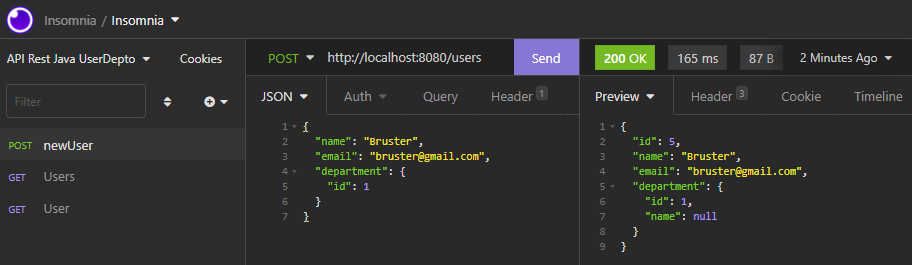 Insomnia / Insomnia
API Rest Java UserDepto Cookies
Filter
POST newUser
GET Users
GET User
POST http://localhost:8080/users Send
JSON Auth Query Header 1
1 {
2 "name": "Bruster",
3 "email": "bruster@gmail.com",
4 "department": {
5 "id": 1
6 }
7 }
200 OK 165 ms 87 B 2 Minutes Ago
Preview Header 3 Cookie Timeline
1 {
2 "id": 5,
3 "name": "Bruster",
4 "email": "bruster@gmail.com",
5 "department": {
6 "id": 1,
7 "name": null
8 }
9 }